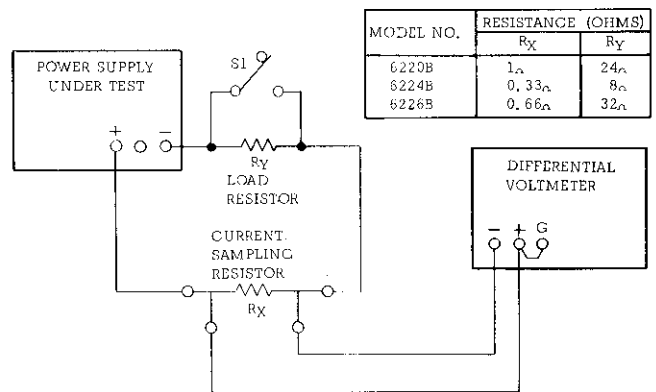 MODEL NO.
RESISTANCE (OHMS)
RX
RY
6220B
1Ω
24Ω
6224B
0.33Ω
8Ω
6226B
0.66Ω
32Ω
POWER SUPPLY
UNDER TEST
+
-
S1
RY
LOAD
RESISTOR
CURRENT
SAMPLING
RESISTOR
RX
DIFFERENTIAL
VOLTMETER
- + G